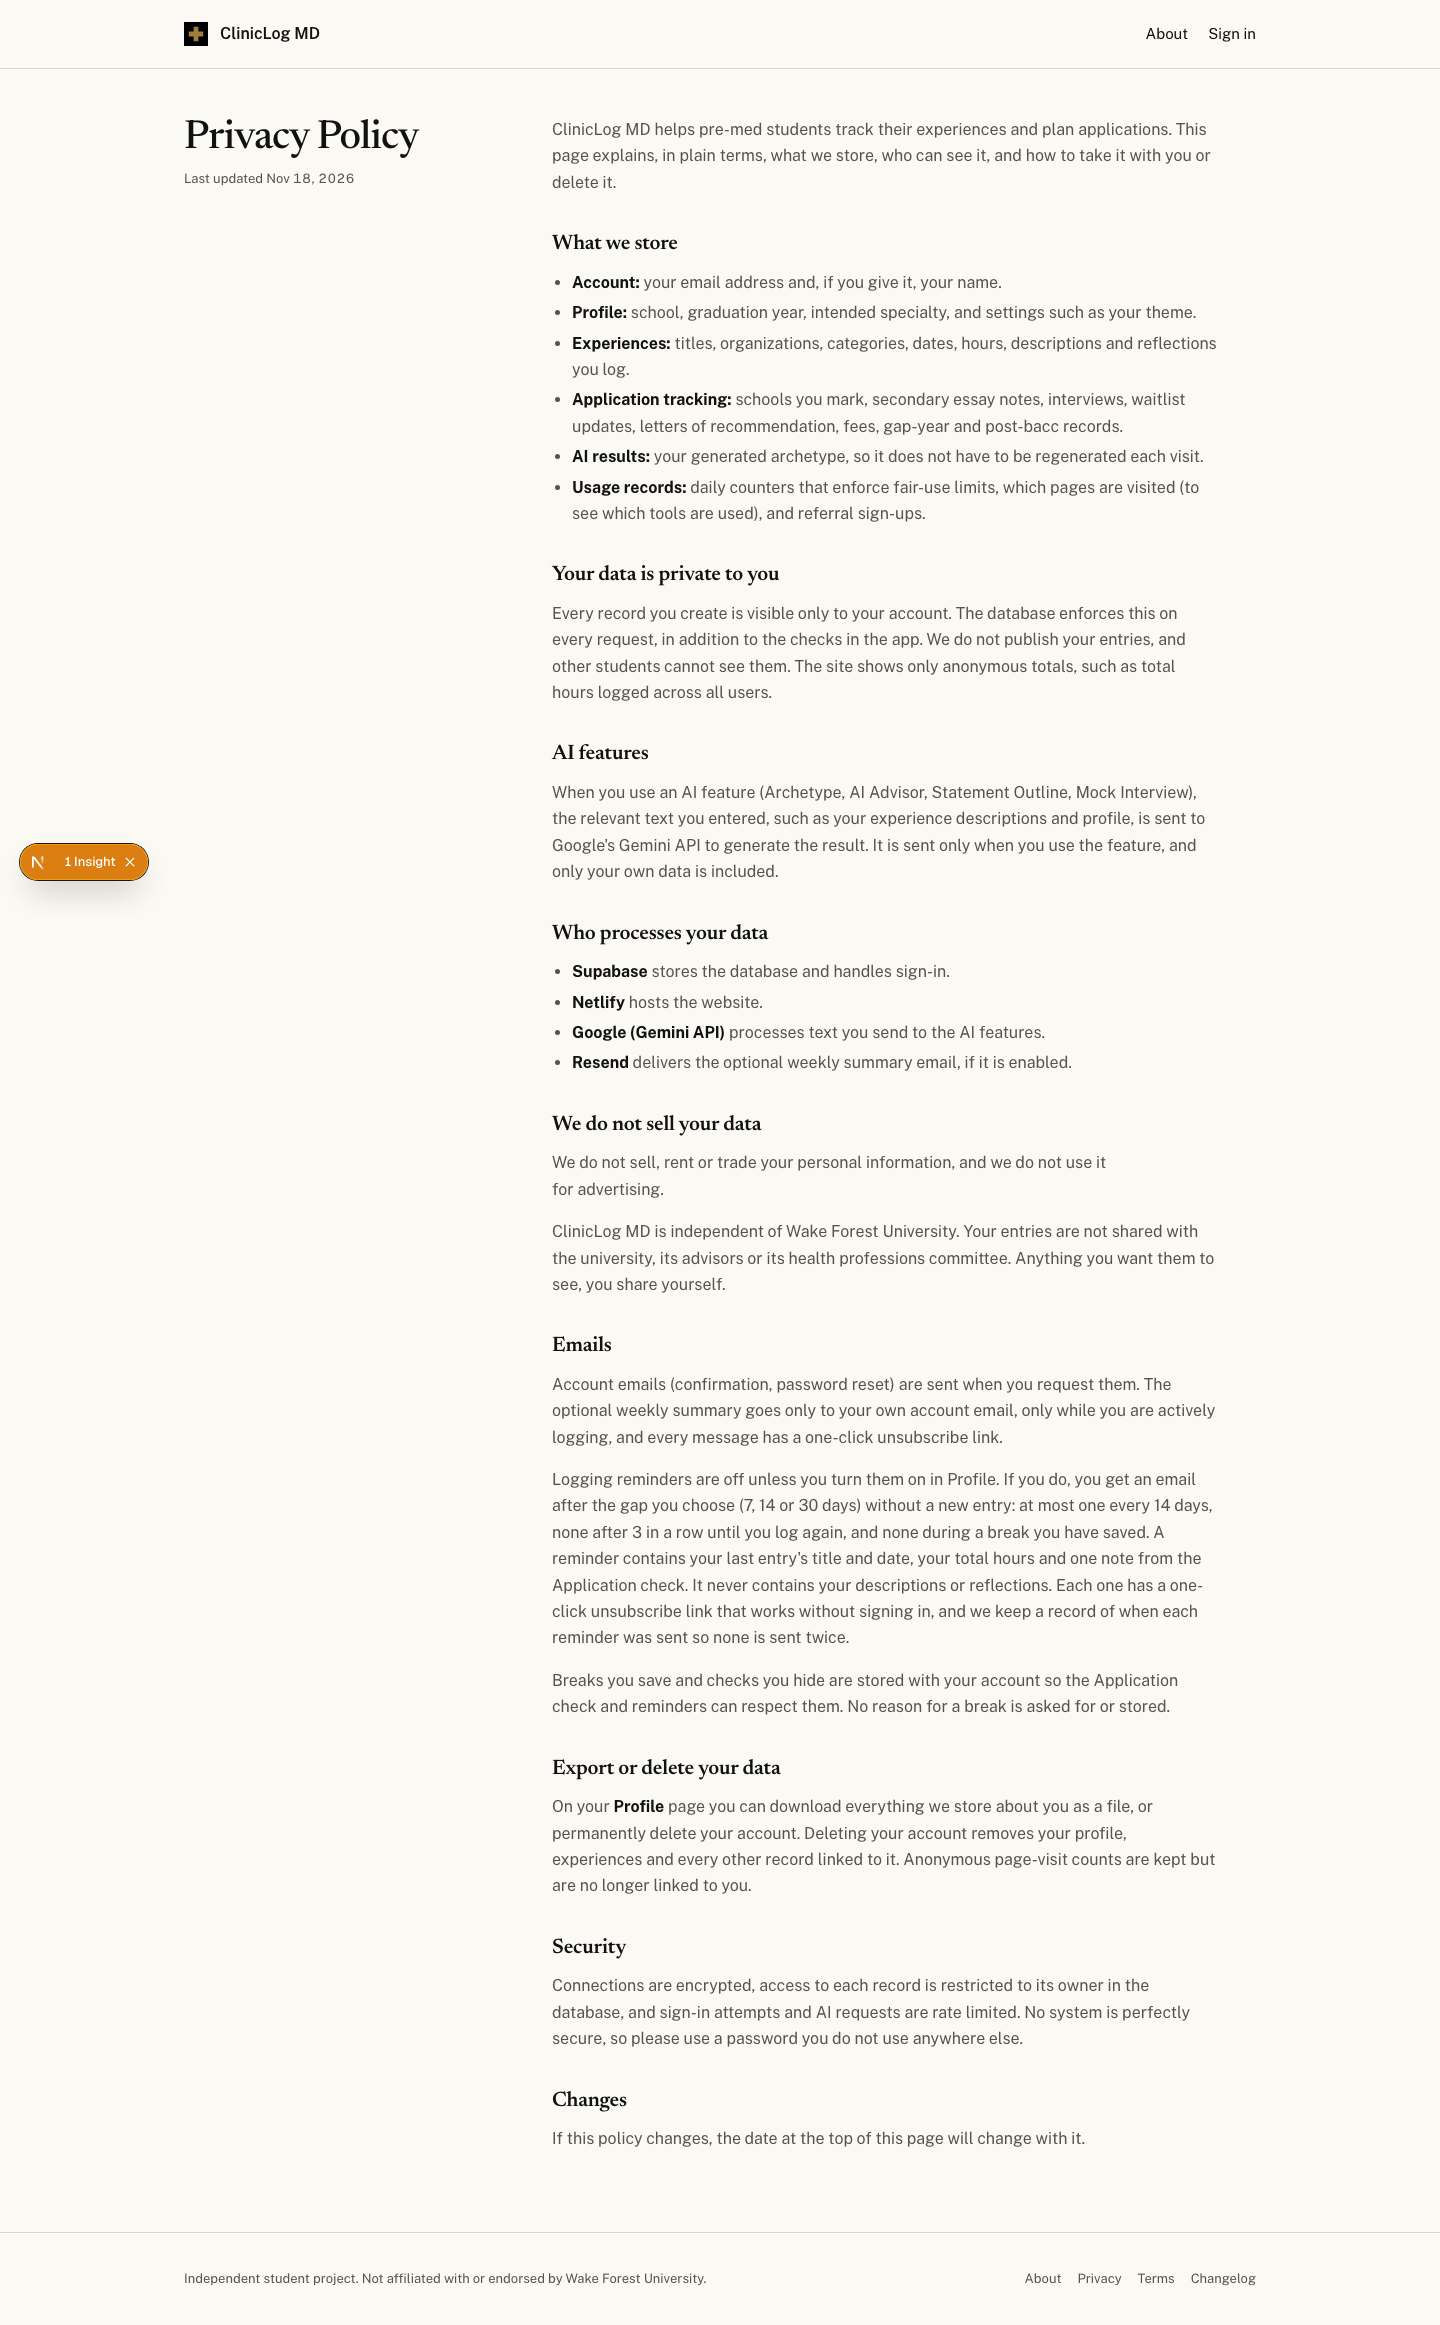 ClinicLog MD
About Sign in
Privacy Policy
Last updated Nov 18, 2026
ClinicLog MD helps pre-med students track their experiences and plan applications. This
page explains, in plain terms, what we store, who can see it, and how to take it with you or
delete it.
What we store
• Account: your email address and, if you give it, your name.
• Profile: school, graduation year, intended specialty, and settings such as your theme.
• Experiences: titles, organizations, categories, dates, hours, descriptions and reflections
you log.
• Application tracking: schools you mark, secondary essay notes, interviews, waitlist
updates, letters of recommendation, fees, gap-year and post-bacc records.
• AI results: your generated archetype, so it does not have to be regenerated each visit.
• Usage records: daily counters that enforce fair-use limits, which pages are visited (to
see which tools are used), and referral sign-ups.
Your data is private to you
Every record you create is visible only to your account. The database enforces this on
every request, in addition to the checks in the app. We do not publish your entries, and
other students cannot see them. The site shows only anonymous totals, such as total
hours logged across all users.
AI features
When you use an AI feature (Archetype, AI Advisor, Statement Outline, Mock Interview),
the relevant text you entered, such as your experience descriptions and profile, is sent to
Google's Gemini API to generate the result. It is sent only when you use the feature, and
only your own data is included.
N 1 Insight ×
Who processes your data
• Supabase stores the database and handles sign-in.
• Netlify hosts the website.
• Google (Gemini API) processes text you send to the AI features.
• Resend delivers the optional weekly summary email, if it is enabled.
We do not sell your data
We do not sell, rent or trade your personal information, and we do not use it
for advertising.
ClinicLog MD is independent of Wake Forest University. Your entries are not shared with
the university, its advisors or its health professions committee. Anything you want them to
see, you share yourself.
Emails
Account emails (confirmation, password reset) are sent when you request them. The
optional weekly summary goes only to your own account email, only while you are actively
logging, and every message has a one-click unsubscribe link.
Logging reminders are off unless you turn them on in Profile. If you do, you get an email
after the gap you choose (7, 14 or 30 days) without a new entry: at most one every 14 days,
none after 3 in a row until you log again, and none during a break you have saved. A
reminder contains your last entry's title and date, your total hours and one note from the
Application check. It never contains your descriptions or reflections. Each one has a one-
click unsubscribe link that works without signing in, and we keep a record of when each
reminder was sent so none is sent twice.
Breaks you save and checks you hide are stored with your account so the Application
check and reminders can respect them. No reason for a break is asked for or stored.
Export or delete your data
On your Profile page you can download everything we store about you as a file, or
permanently delete your account. Deleting your account removes your profile,
experiences and every other record linked to it. Anonymous page-visit counts are kept but
are no longer linked to you.
Security
Connections are encrypted, access to each record is restricted to its owner in the
database, and sign-in attempts and AI requests are rate limited. No system is perfectly
secure, so please use a password you do not use anywhere else.
Changes
If this policy changes, the date at the top of this page will change with it.
Independent student project. Not affiliated with or endorsed by Wake Forest University.
About Privacy Terms Changelog